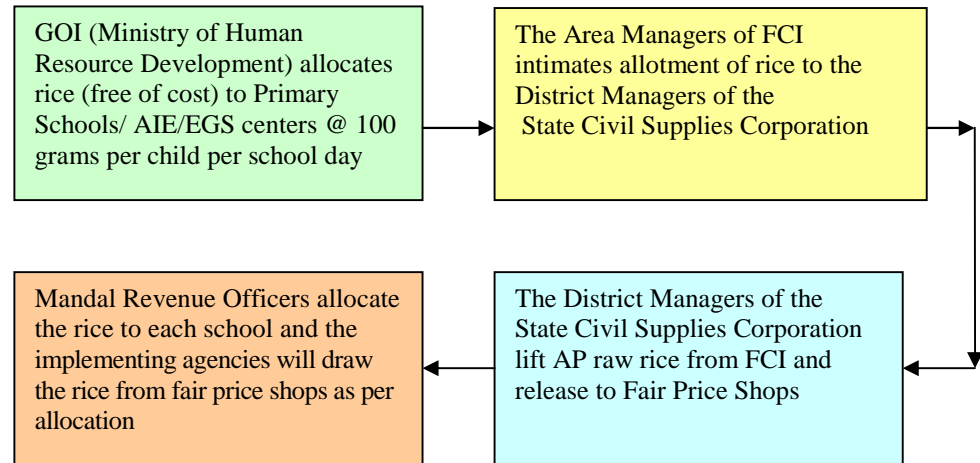 GOI (Ministry of Human
Resource Development) allocates
rice (free of cost) to Primary
Schools/ AIE/EGS centers @ 100
grams per child per school day
The Area Managers of FCI
intimates allotment of rice to the
District Managers of the
State Civil Supplies Corporation
The District Managers of the
State Civil Supplies Corporation
lift AP raw rice from FCI and
release to Fair Price Shops
Mandal Revenue Officers allocate
the rice to each school and the
implementing agencies will draw
the rice from fair price shops as per
allocation